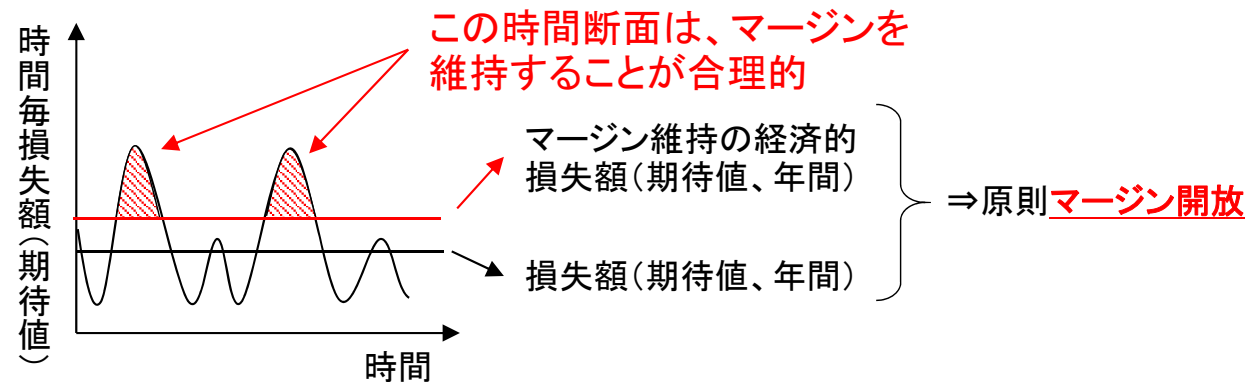 時間毎損失額(期待値)
この時間断面は、マージンを
維持することが合理的
マージン維持の経済的
損失額(期待値、年間)
⇒原則マージン開放
損失額(期待値、年間)
時間